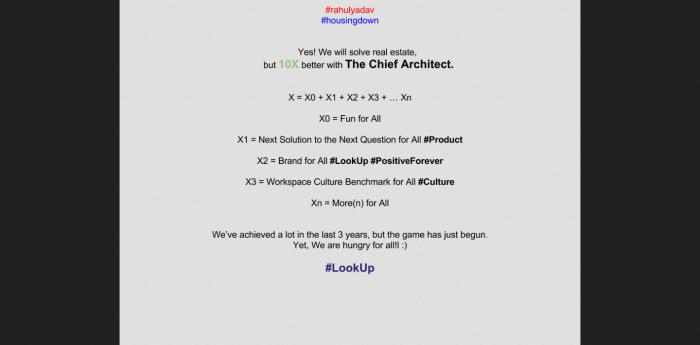 #rahulyadav
#housingdown
Yes! We will solve real estate,
but 10X better with The Chief Architect.
X = X0 + X1 + X2 + X3 + ... Xn
X0 = Fun for All
X1 = Next Solution to the Next Question for All #Product
X2 = Brand for All #LookUp #PositiveForever
X3 = Workspace Culture Benchmark for All #Culture
Xn = More(n) for All
We've achieved a lot in the last 3 years, but the game has just begun.
Yet, We are hungry for all!l :)
#LookUp